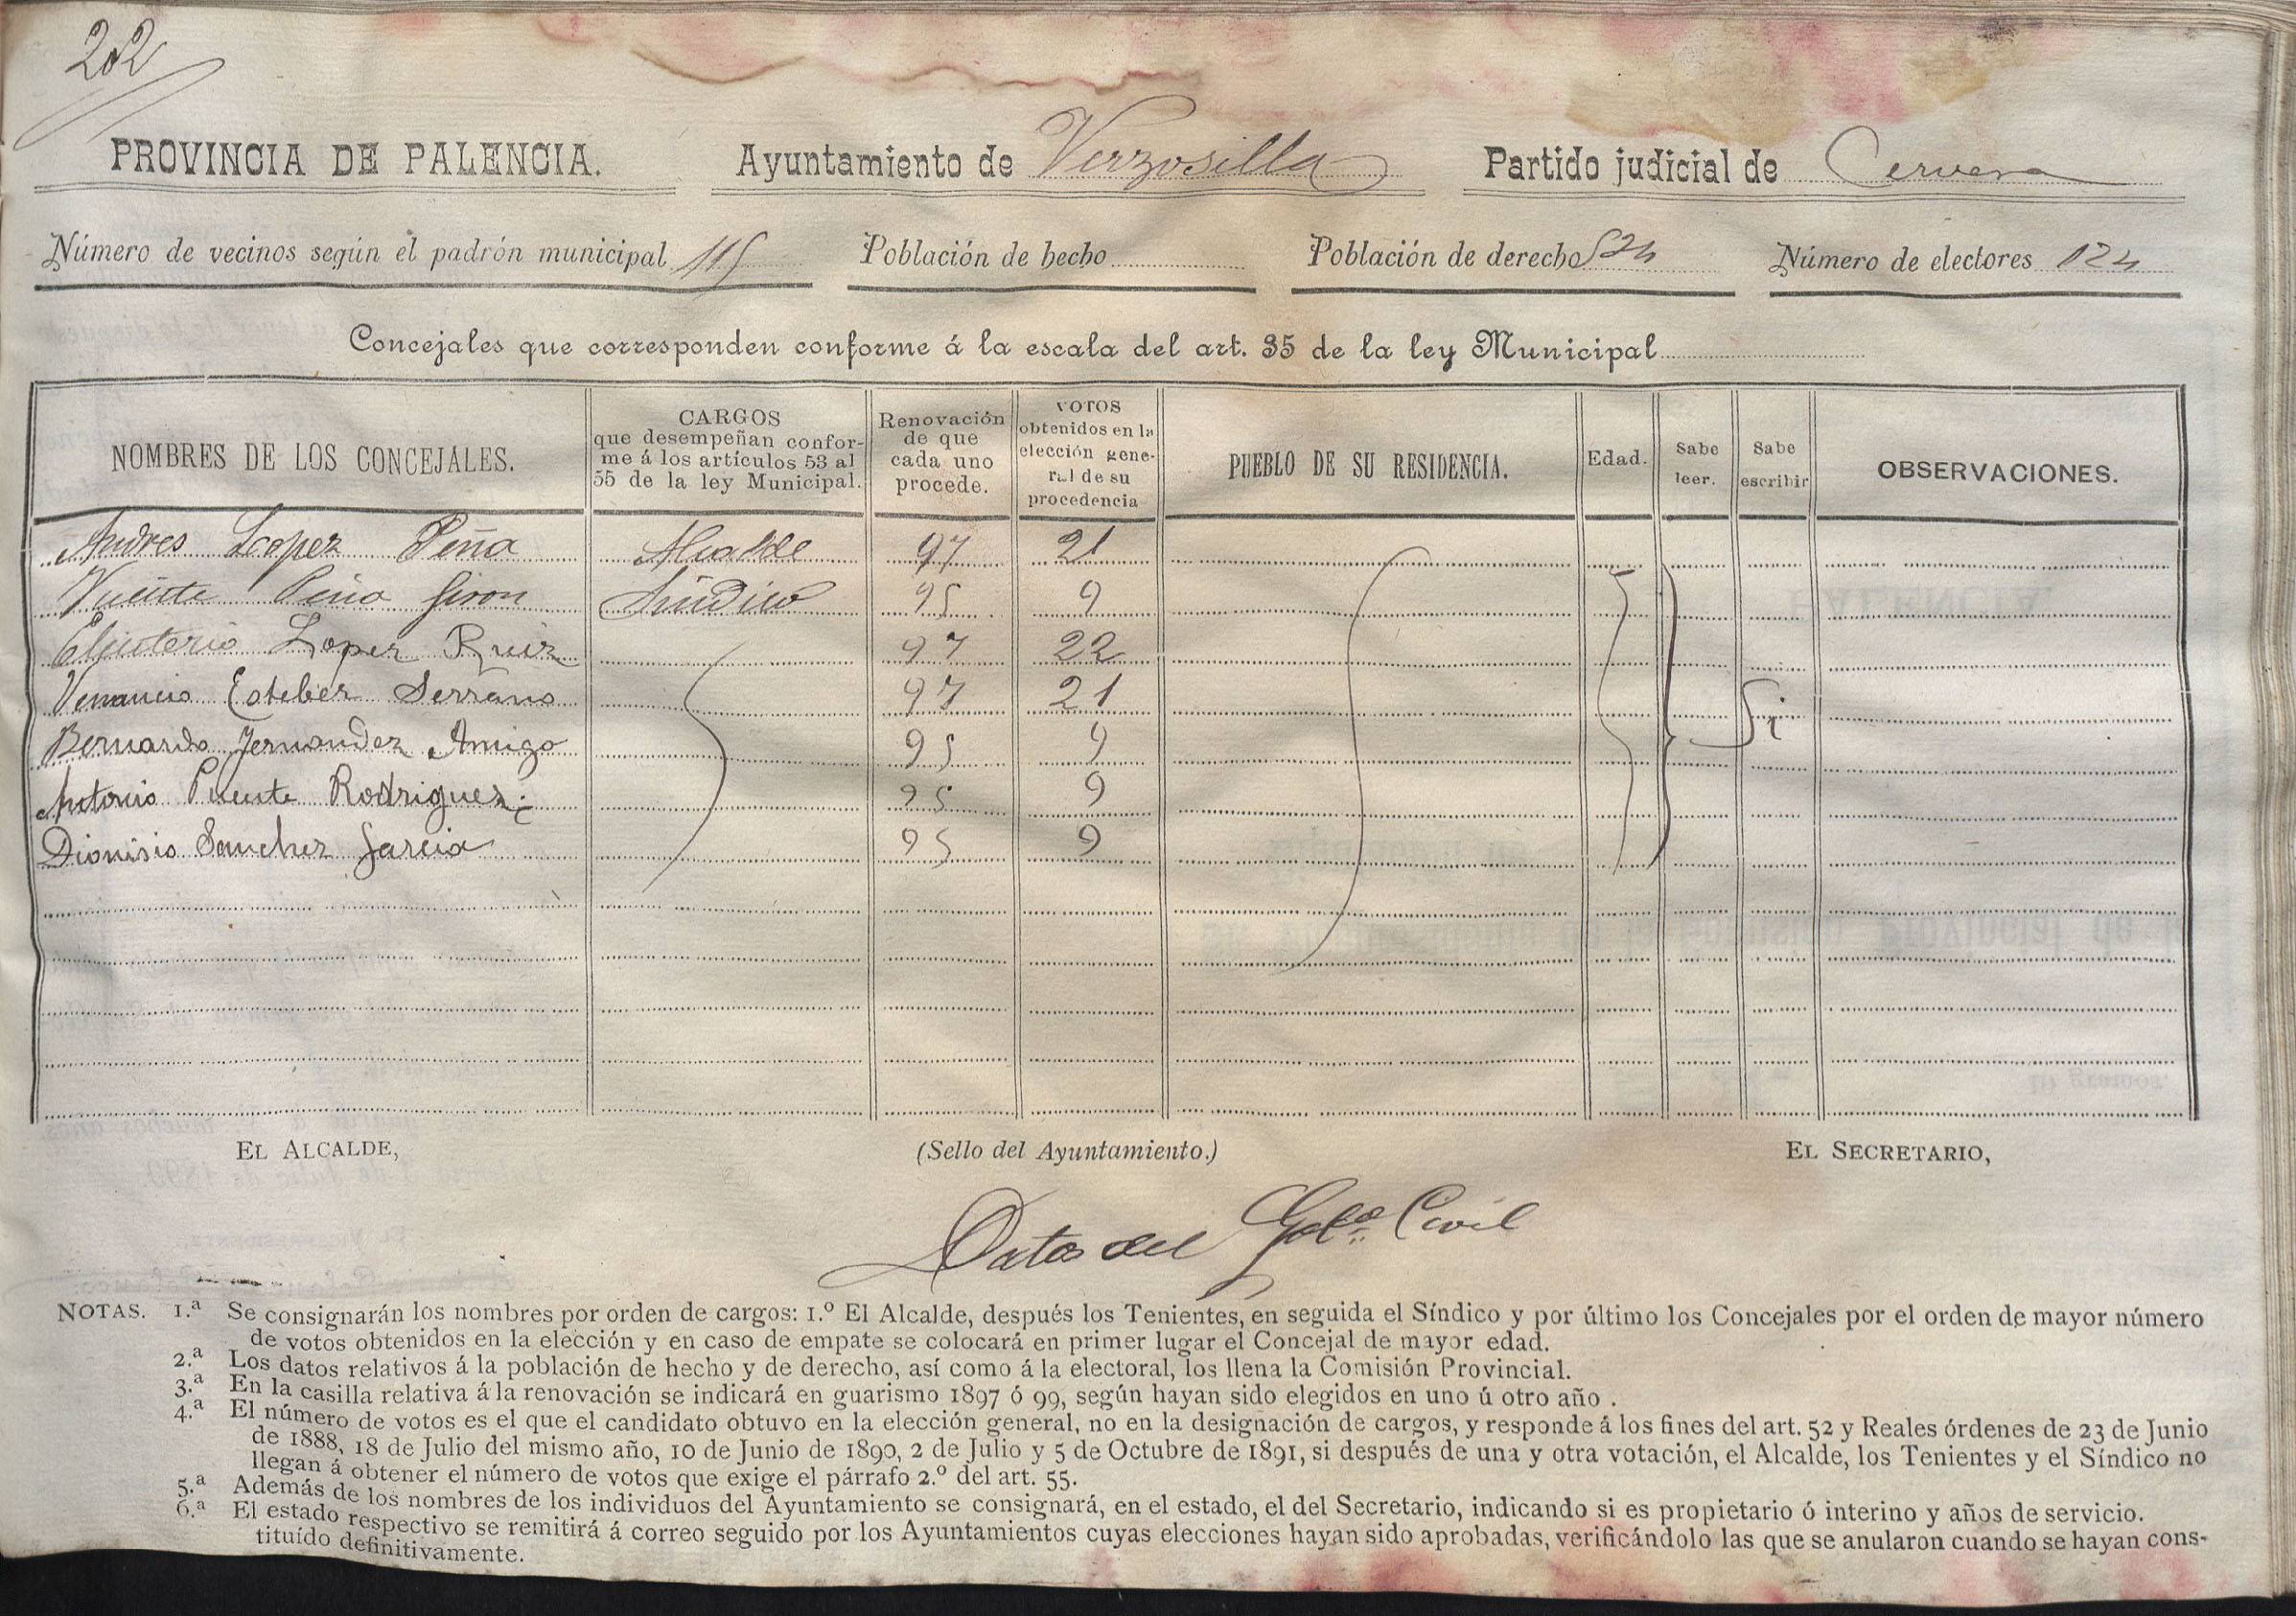 202
PROVINCIA DE PALENCIA. Ayuntamiento de Verzosilla Partido judicial de Cervera
Número de vecinos según el padrón municipal 115 Población de hecho Población de derecho 524 Número de electores 124
Concejales que corresponden conforme á la escala del art. 35 de la ley Municipal
NOMBRES DE LOS CONCEJALES. CARGOS que desempeñan conforme á los artículos 53 al 55 de la ley Municipal. Renovación de que cada uno procede. VOTOS obtenidos en la elección general de su procedencia PUEBLO DE SU RESIDENCIA. Edad. Sabe leer. Sabe escribir OBSERVACIONES.
Andres Lopez Peña Alcalde 97 21
Vicente Peña Giron Síndico 95 9
Eleuterio Lopez Ruiz 97 22
Venancio Estebez Serrano 97 21
Si
Bernardo Fernandez Amigo 95 9
Antonio Puente Rodriguez 95 9
Dionisio Sanchez Garcia 95 9
EL ALCALDE, (Sello del Ayuntamiento.) EL SECRETARIO,
Datos del Gobo. Civil
NOTAS. 1.ª Se consignarán los nombres por orden de cargos: 1.º El Alcalde, después los Tenientes, en seguida el Síndico y por último los Concejales por el orden de mayor número
de votos obtenidos en la elección y en caso de empate se colocará en primer lugar el Concejal de mayor edad.
2.ª Los datos relativos á la población de hecho y de derecho, así como á la electoral, los llena la Comisión Provincial.
3.ª En la casilla relativa á la renovación se indicará en guarismo 1897 ó 99, según hayan sido elegidos en uno ú otro año .
4.ª El número de votos es el que el candidato obtuvo en la elección general, no en la designación de cargos, y responde á los fines del art. 52 y Reales órdenes de 23 de Junio
de 1888, 18 de Julio del mismo año, 10 de Junio de 1890, 2 de Julio y 5 de Octubre de 1891, si después de una y otra votación, el Alcalde, los Tenientes y el Síndico no
llegan á obtener el número de votos que exige el párrafo 2.º del art. 55.
5.ª Además de los nombres de los individuos del Ayuntamiento se consignará, en el estado, el del Secretario, indicando si es propietario ó interino y años de servicio.
6.ª El estado respectivo se remitirá á correo seguido por los Ayuntamientos cuyas elecciones hayan sido aprobadas, verificándolo las que se anularon cuando se hayan cons-
tituído definitivamente.